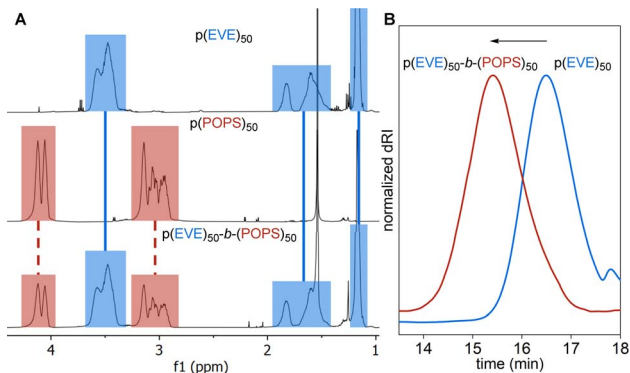 A
p(EVE)50
p(POPS)50
p(EVE)50-b-(POPS)50
4 3 2 1
f1 (ppm)
B
p(EVE)50-b-(POPS)50 p(EVE)50
normalized dRI
14 15 16 17 18
time (min)